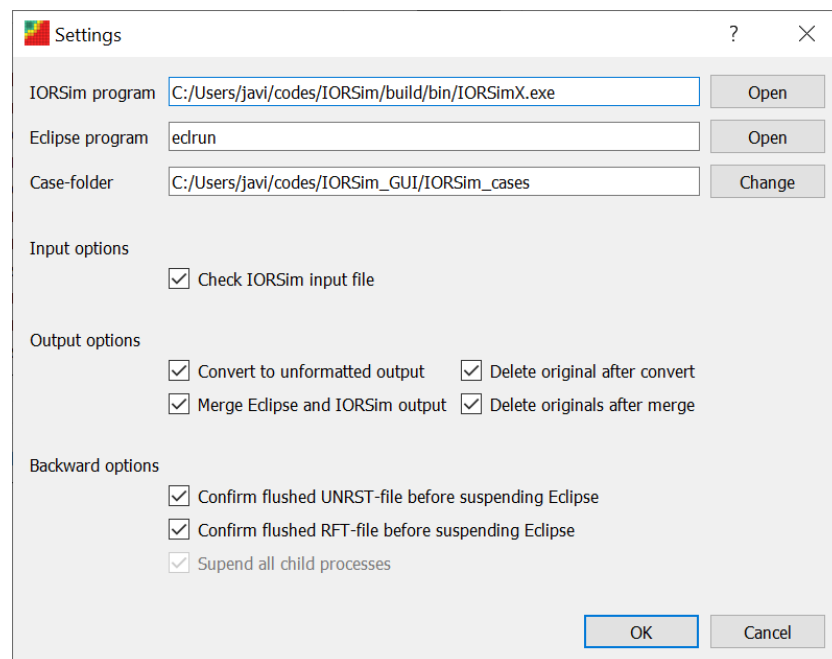 Settings ?
IORSim program C:/Users/javi/codes/IORSim/build/bin/IORSimX.exe Open
Eclipse program eclrun Open
Case-folder C:/Users/javi/codes/IORSim_GUI/IORSim_cases Change
Input options
Check IORSim input file
Output options
Convert to unformatted output Delete original after convert
Merge Eclipse and IORSim output Delete originals after merge
Backward options
Confirm flushed UNRST-file before suspending Eclipse
Confirm flushed RFT-file before suspending Eclipse
Supend all child processes
OK Cancel